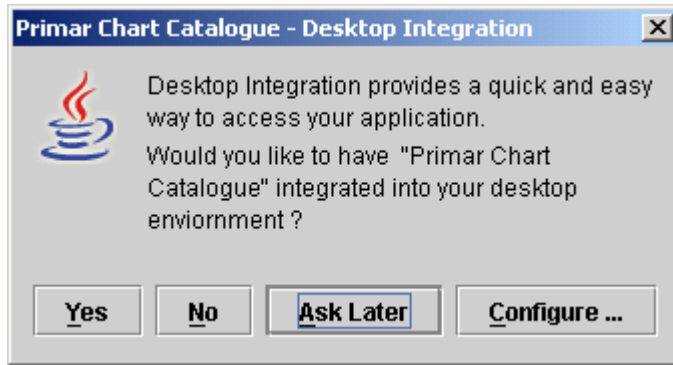 Primar Chart Catalogue - Desktop Integration
Desktop Integration provides a quick and easy
way to access your application.
Would you like to have "Primar Chart
Catalogue" integrated into your desktop
enviornment ?
Yes No Ask Later Configure ...